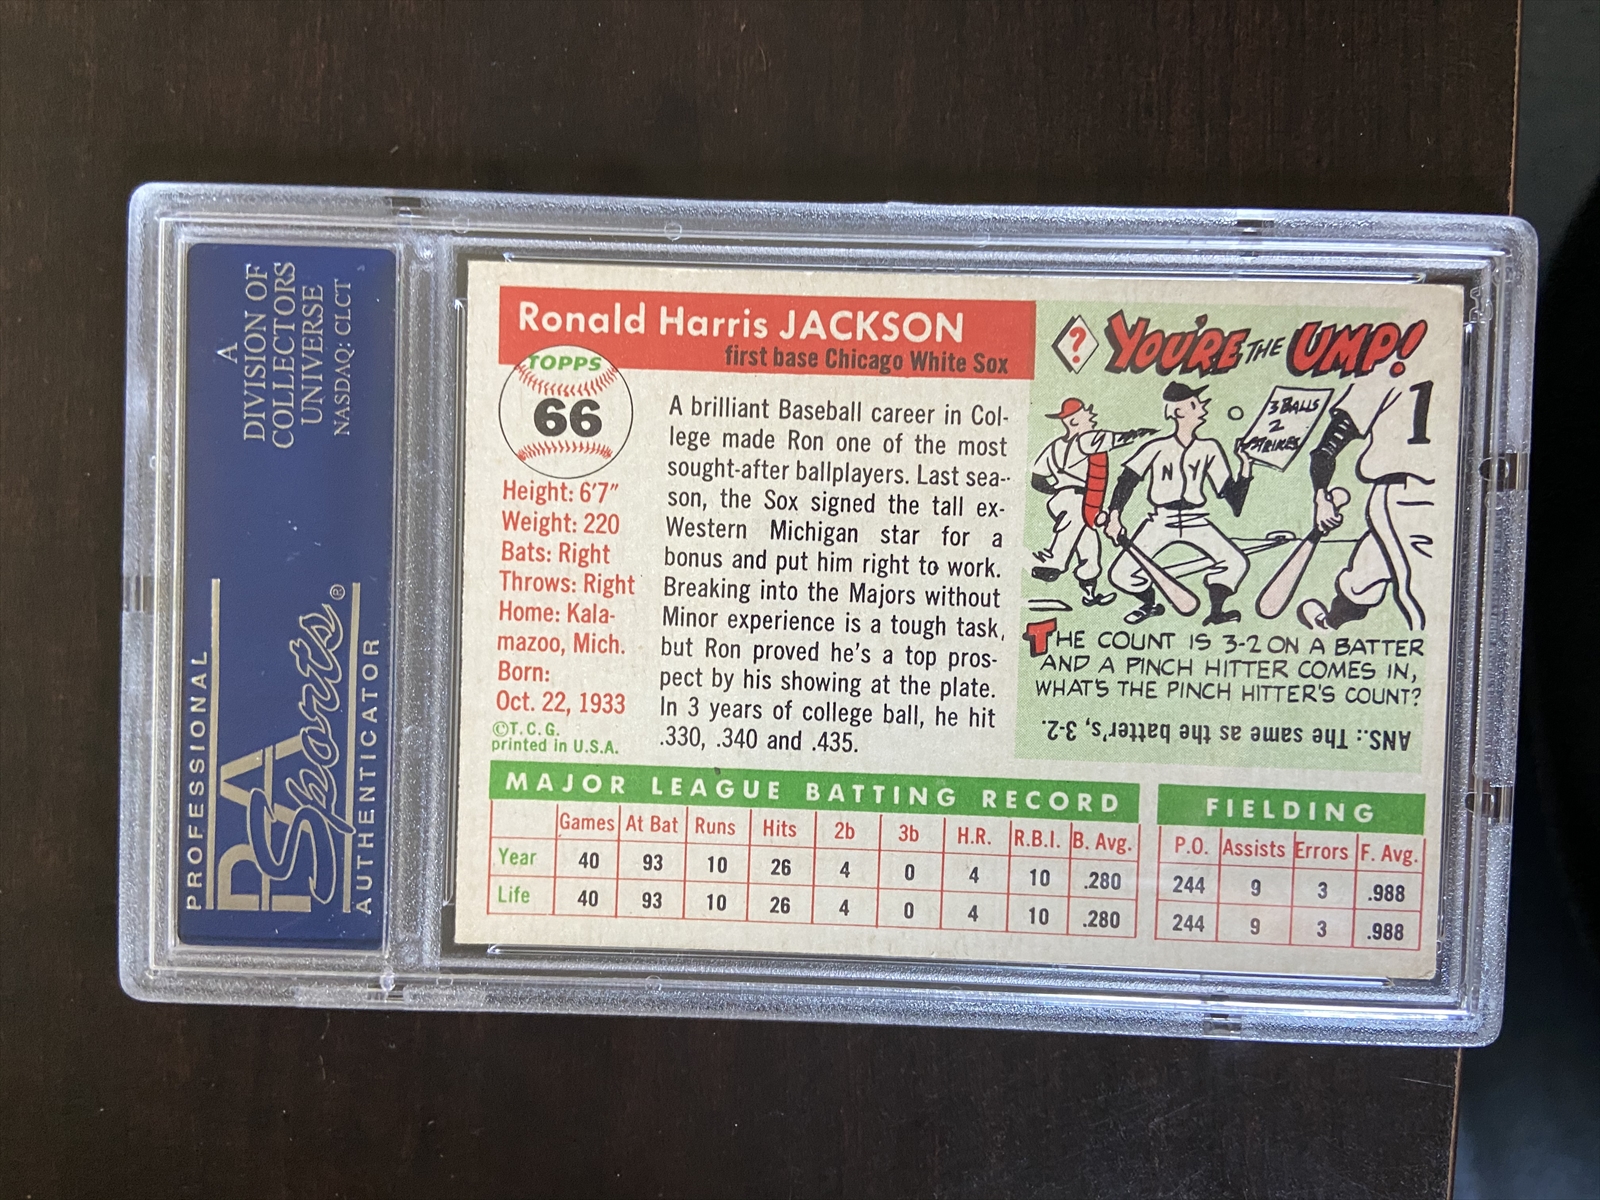 A
DIVISION OF
COLLECTORS
UNIVERSE
NASDAQ: CLCT
PROFESSIONAL
PSA
Sports®
AUTHENTICATOR
Ronald Harris JACKSON
first base Chicago White Sox
TOPPS
66
Height: 6'7"
Weight: 220
Bats: Right
Throws: Right
Home: Kala-
mazoo, Mich.
Born:
Oct. 22, 1933
©T.C.G.
printed in U.S.A.
A brilliant Baseball career in Col-
lege made Ron one of the most
sought-after ballplayers. Last sea-
son, the Sox signed the tall ex-
Western Michigan star for a
bonus and put him right to work.
Breaking into the Majors without
Minor experience is a tough task,
but Ron proved he's a top pros-
pect by his showing at the plate.
In 3 years of college ball, he hit
.330, .340 and .435.
? YOU'RE THE UMP!
3 BALLS
2
STRIKES
NY
1
THE COUNT IS 3-2 ON A BATTER
AND A PINCH HITTER COMES IN,
WHAT'S THE PINCH HITTER'S COUNT?
ANS.: The same as the batter's, 3-2.
MAJOR LEAGUE BATTING RECORD
Games At Bat Runs Hits 2b 3b H.R. R.B.I. B. Avg.
Year 40 93 10 26 4 0 4 10 .280
Life 40 93 10 26 4 0 4 10 .280
FIELDING
P.O. Assists Errors F. Avg.
244 9 3 .988
244 9 3 .988